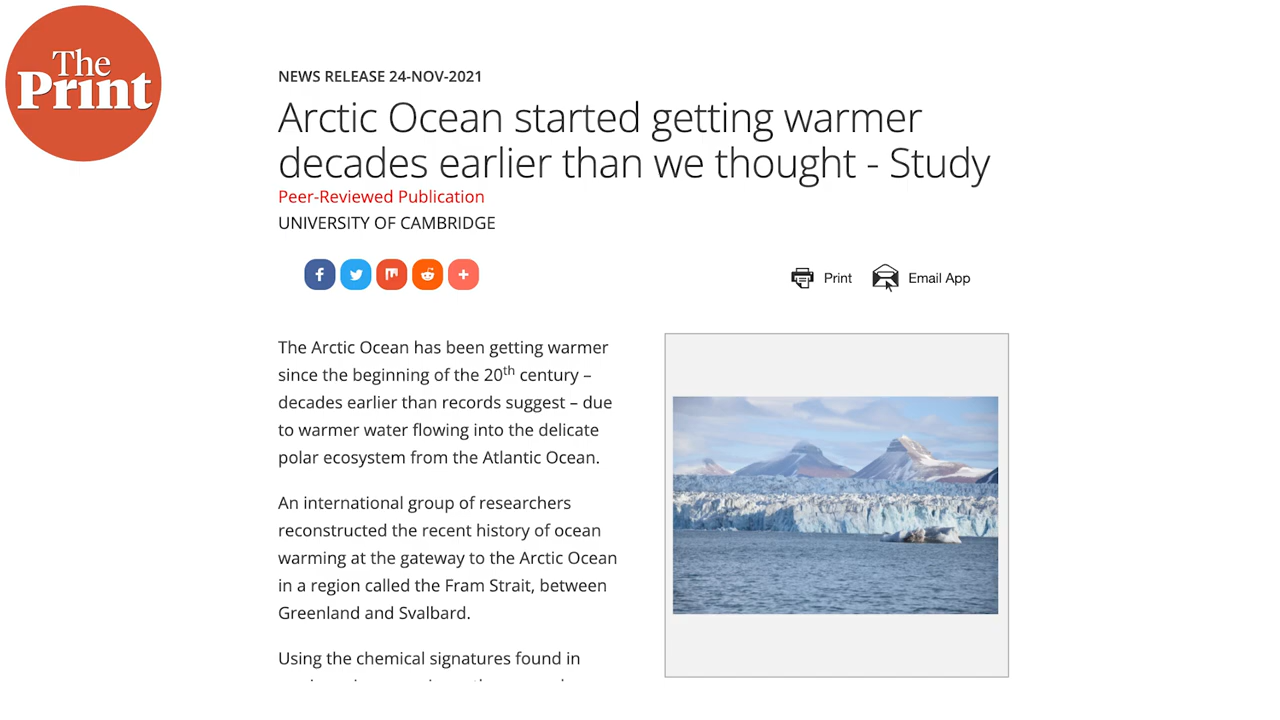 The
Print
NEWS RELEASE 24-NOV-2021
Arctic Ocean started getting warmer
decades earlier than we thought - Study
Peer-Reviewed Publication
UNIVERSITY OF CAMBRIDGE
Print
Email App
The Arctic Ocean has been getting warmer
since the beginning of the 20th century –
decades earlier than records suggest – due
to warmer water flowing into the delicate
polar ecosystem from the Atlantic Ocean.
An international group of researchers
reconstructed the recent history of ocean
warming at the gateway to the Arctic Ocean
in a region called the Fram Strait, between
Greenland and Svalbard.
Using the chemical signatures found in